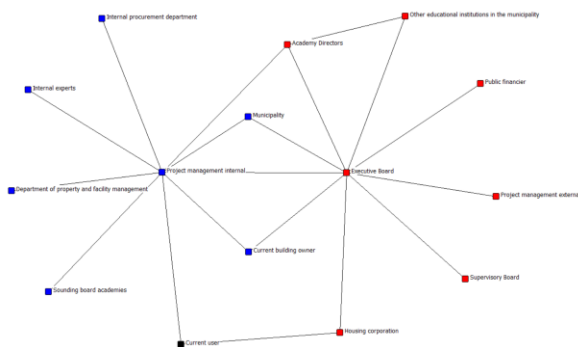 Other educational institutions in the municipality
Internal procurement department
Academy Directors
Public financier
Internal experts
Municipality
Project management internal
Executive Board
Department of property and facility management
Project management externa
Current building owner
Supervisory Board
Sounding board academies
Housing corporation
Current user